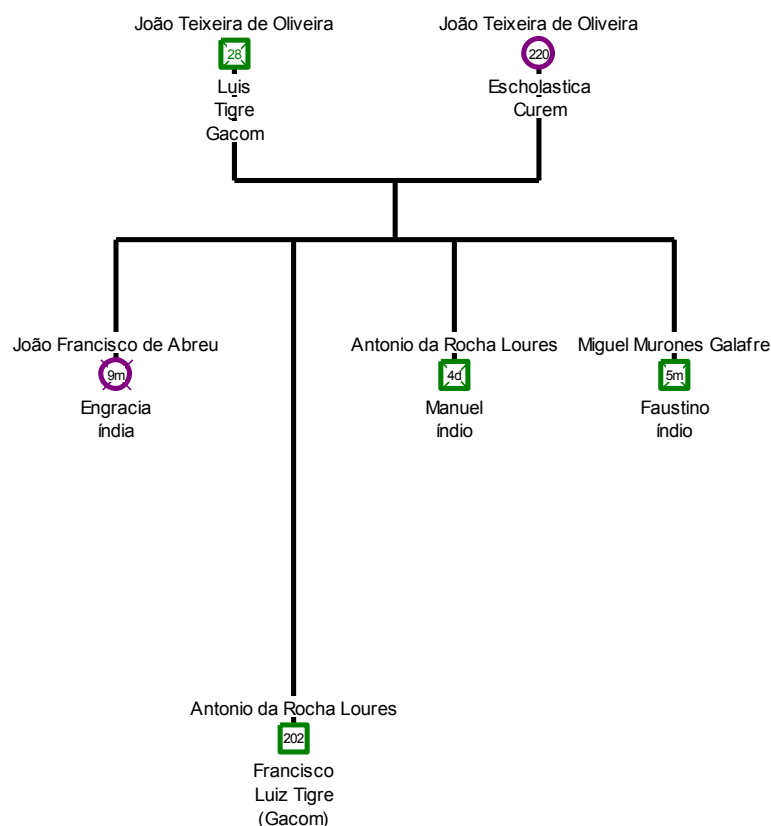 João Teixeira de Oliveira
João Teixeira de Oliveira
28
220
Luis
Tigre
Gacom
Escholastica
Curem
João Francisco de Abreu
Antonio da Rocha Loures
Miguel Murones Galafre
9m
4d
5m
Engracia
índia
Manuel
índio
Faustino
índio
Antonio da Rocha Loures
202
Francisco
Luiz Tigre
(Gacom)